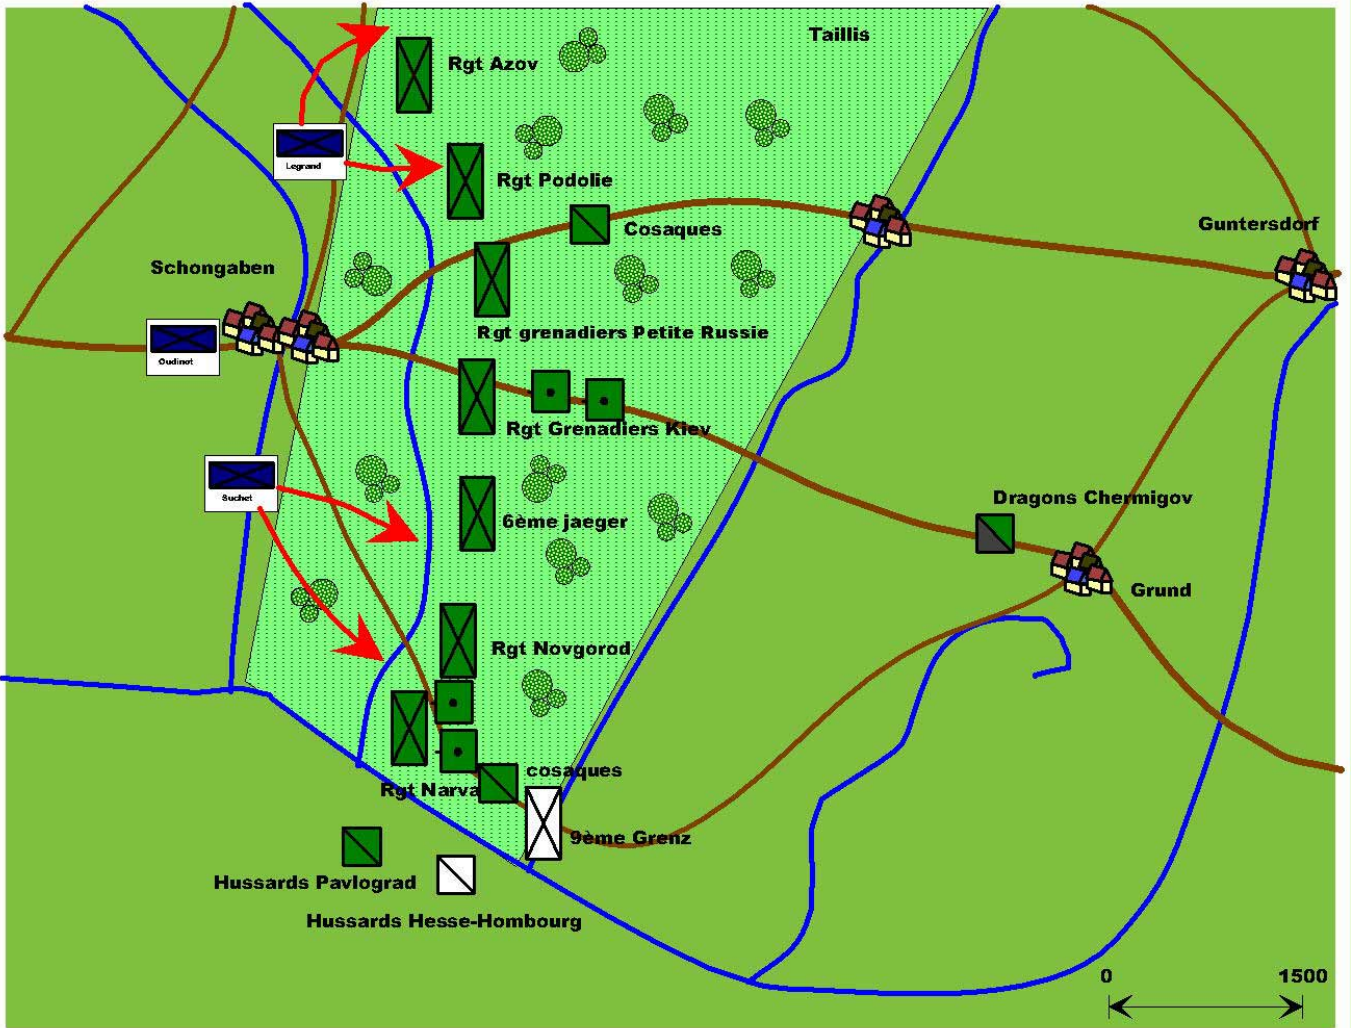 Taillis
Rgt Azov
Legrand
Rgt Podolie
Cosaques
Guntersdorf
Schongaben
Rgt grenadiers Petite Russie
Oudinot
Rgt Grenadiers Kiev
Suchet
Dragons Chermigov
6ème jaeger
Grund
Rgt Novgorod
cosaques
Rgt Narva
9ème Grenz
Hussards Pavlograd
Hussards Hesse-Hombourg
0 1500